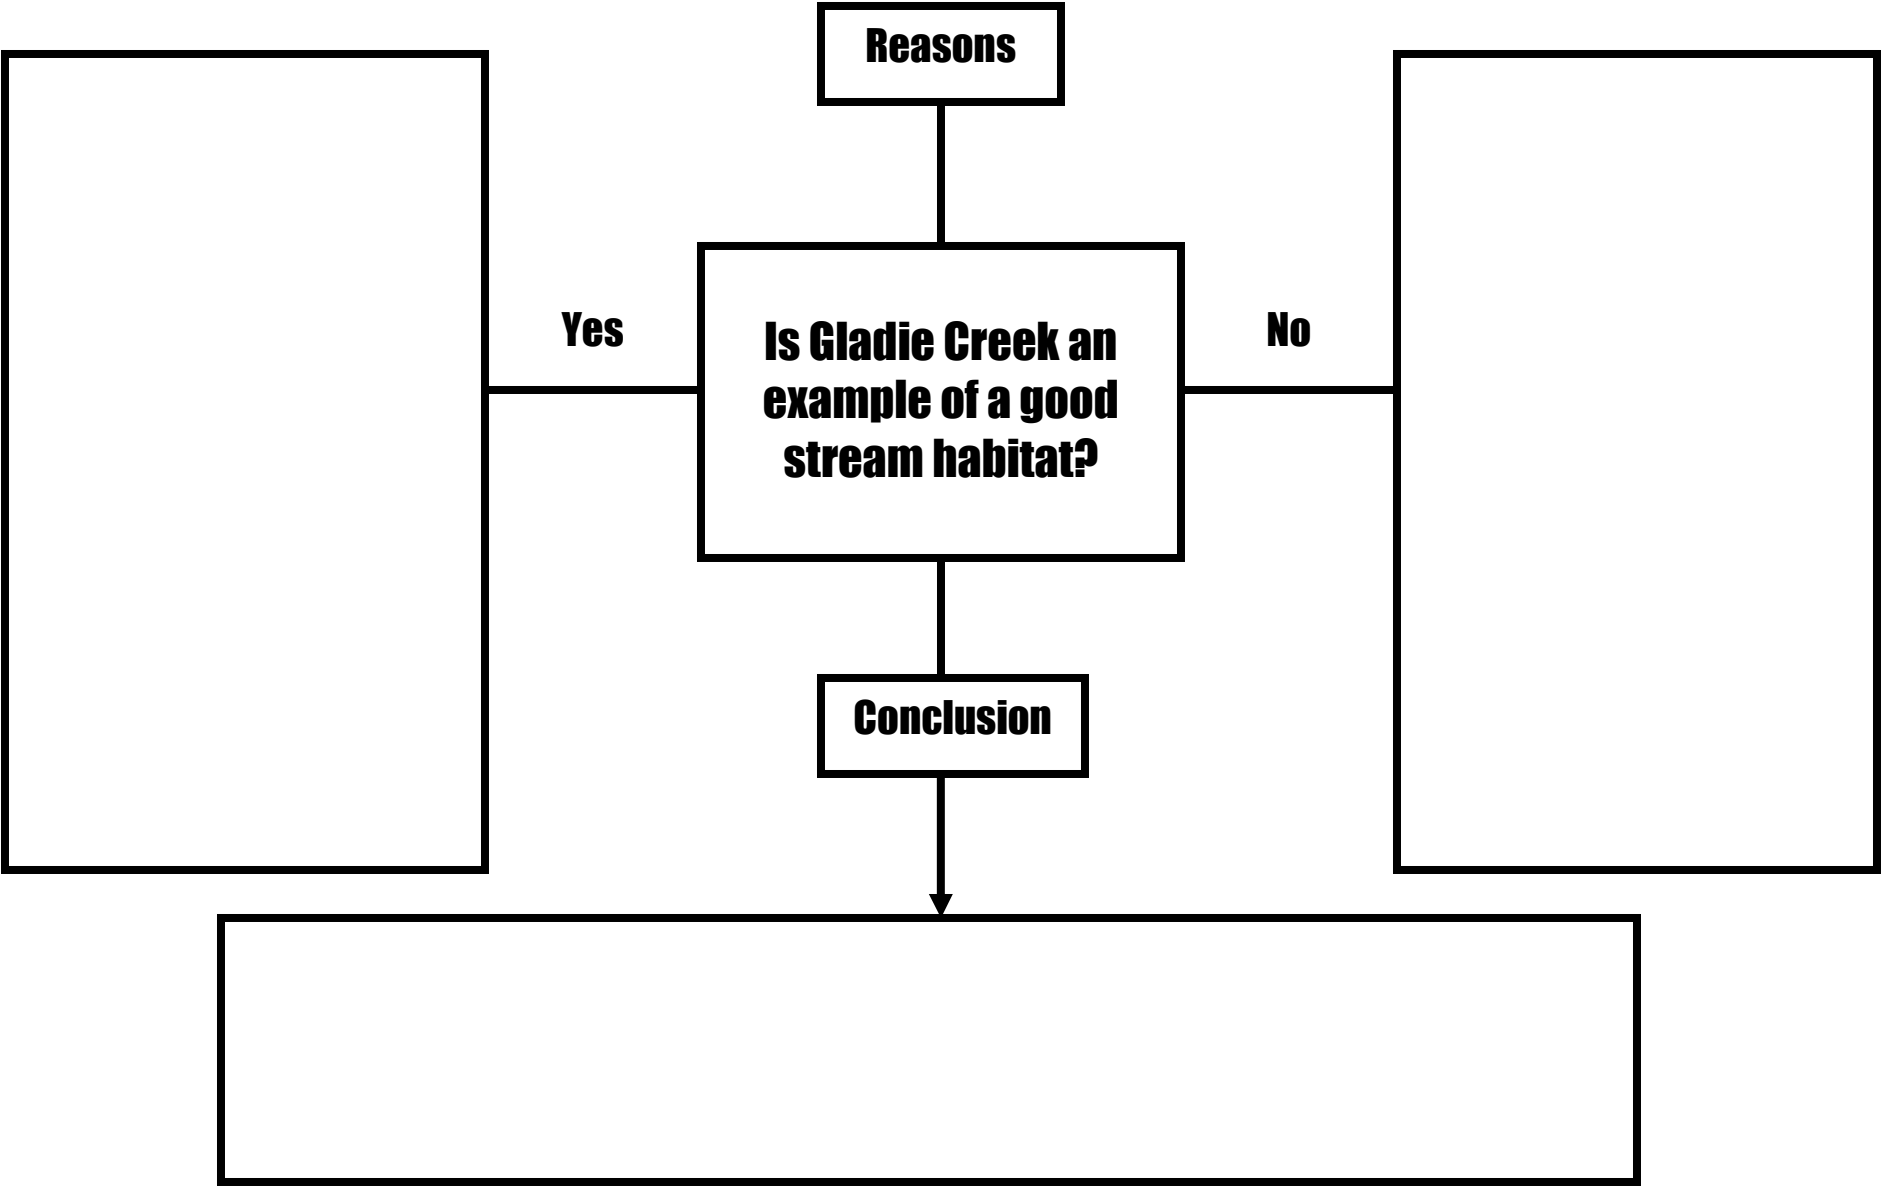 Reasons
Yes
Is Gladie Creek an
example of a good
stream habitat?
No
Conclusion